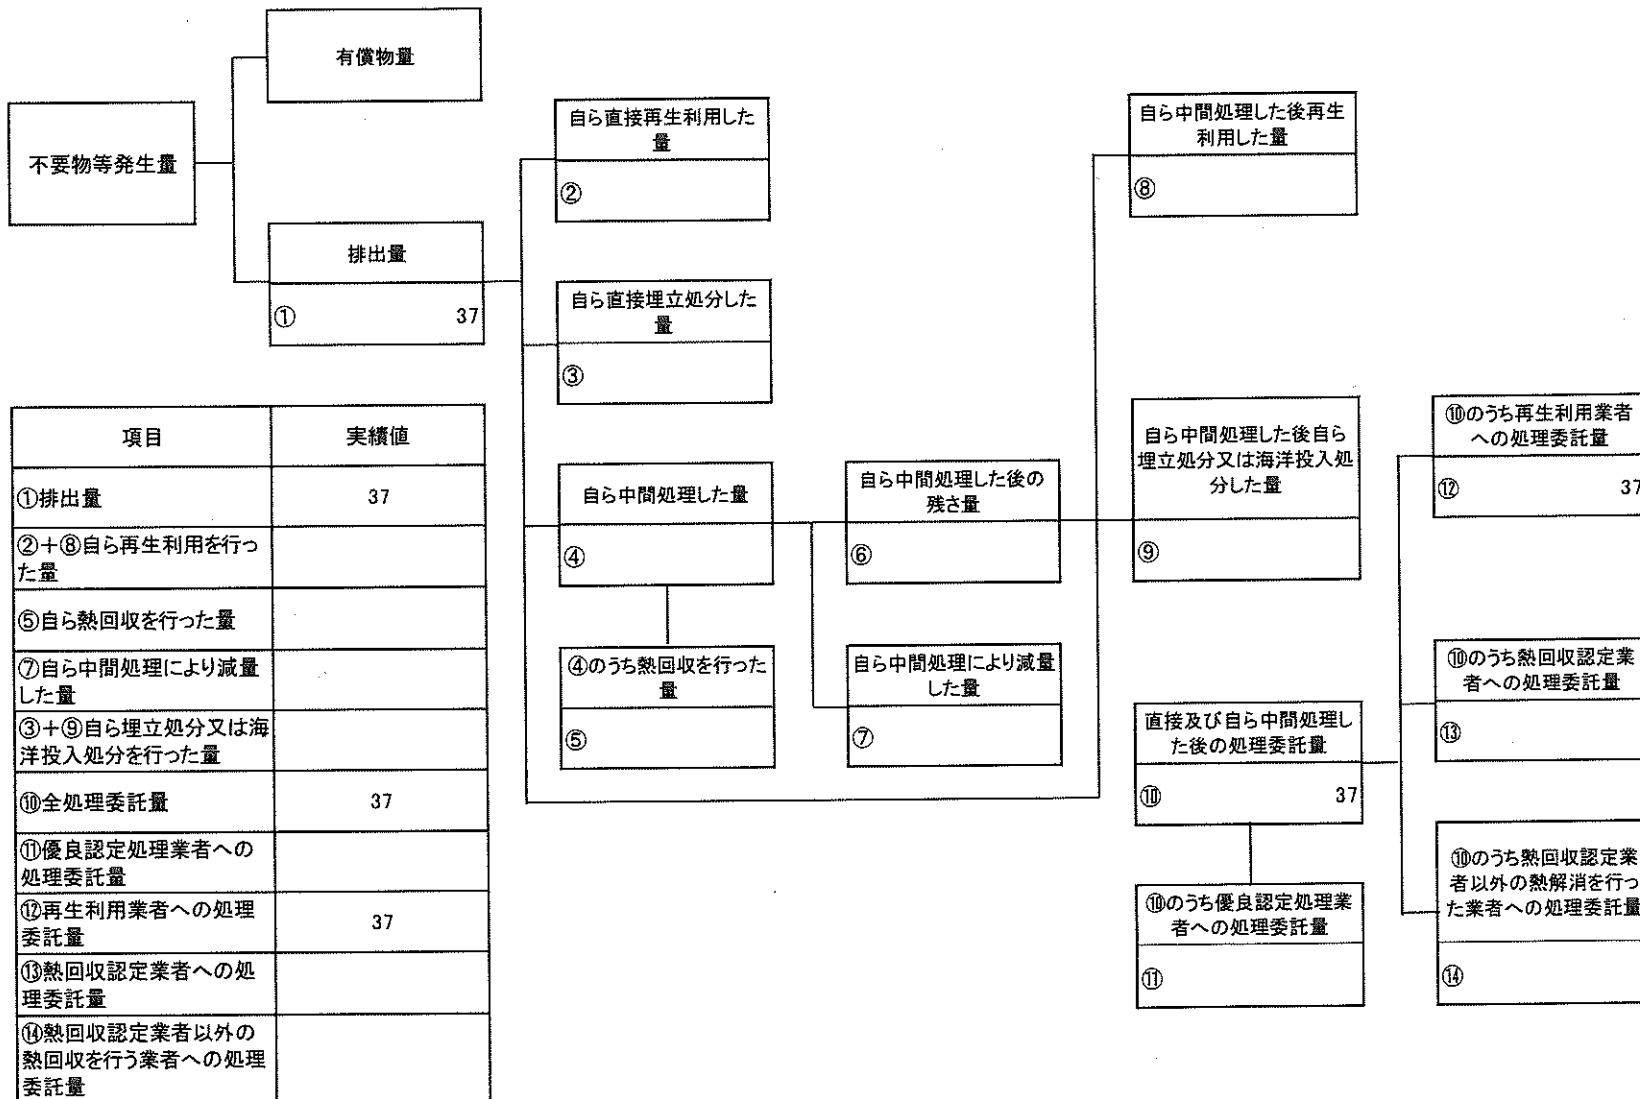 有償物量
不要物等発生量
排出量
① 37
自ら直接再生利用した
量
②
自ら直接埋立処分した
量
③
自ら中間処理した量
④
④のうち熱回収を行った
量
⑤
自ら中間処理した後の
残さ量
⑥
自ら中間処理により減量
した量
⑦
自ら中間処理した後再生
利用した量
⑧
自ら中間処理した後自ら
埋立処分又は海洋投入処
分した量
⑨
直接及び自ら中間処理し
た後の処理委託量
⑩ 37
⑩のうち優良認定処理業
者への処理委託量
⑪
⑩のうち再生利用業者
への処理委託量
⑫ 37
⑩のうち熱回収認定業
者への処理委託量
⑬
⑩のうち熱回収認定業
者以外の熱解消を行っ
た業者への処理委託量
⑭
項目 実績値
①排出量 37
②+⑧自ら再生利用を行っ
た量
⑤自ら熱回収を行った量
⑦自ら中間処理により減量
した量
③+⑨自ら埋立処分又は海
洋投入処分を行った量
⑩全処理委託量 37
⑪優良認定処理業者への
処理委託量
⑫再生利用業者への処理
委託量 37
⑬熱回収認定業者への処
理委託量
⑭熱回収認定業者以外の
熱回収を行う業者への処理
委託量